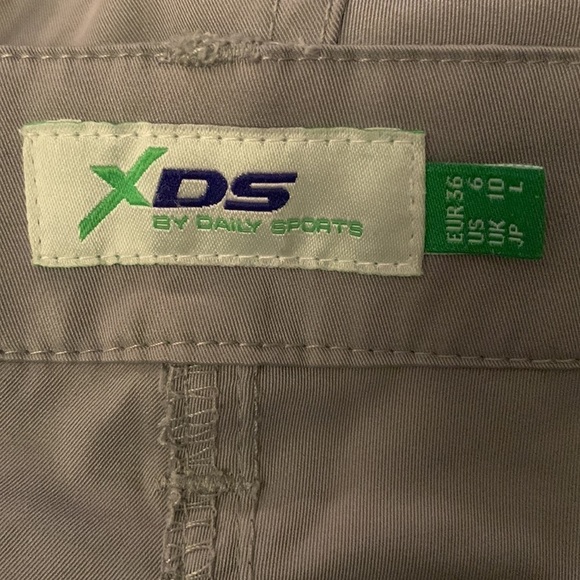 XDS
BY DAILY SPORTS
EUR 36
US 6
UK 10
JP L